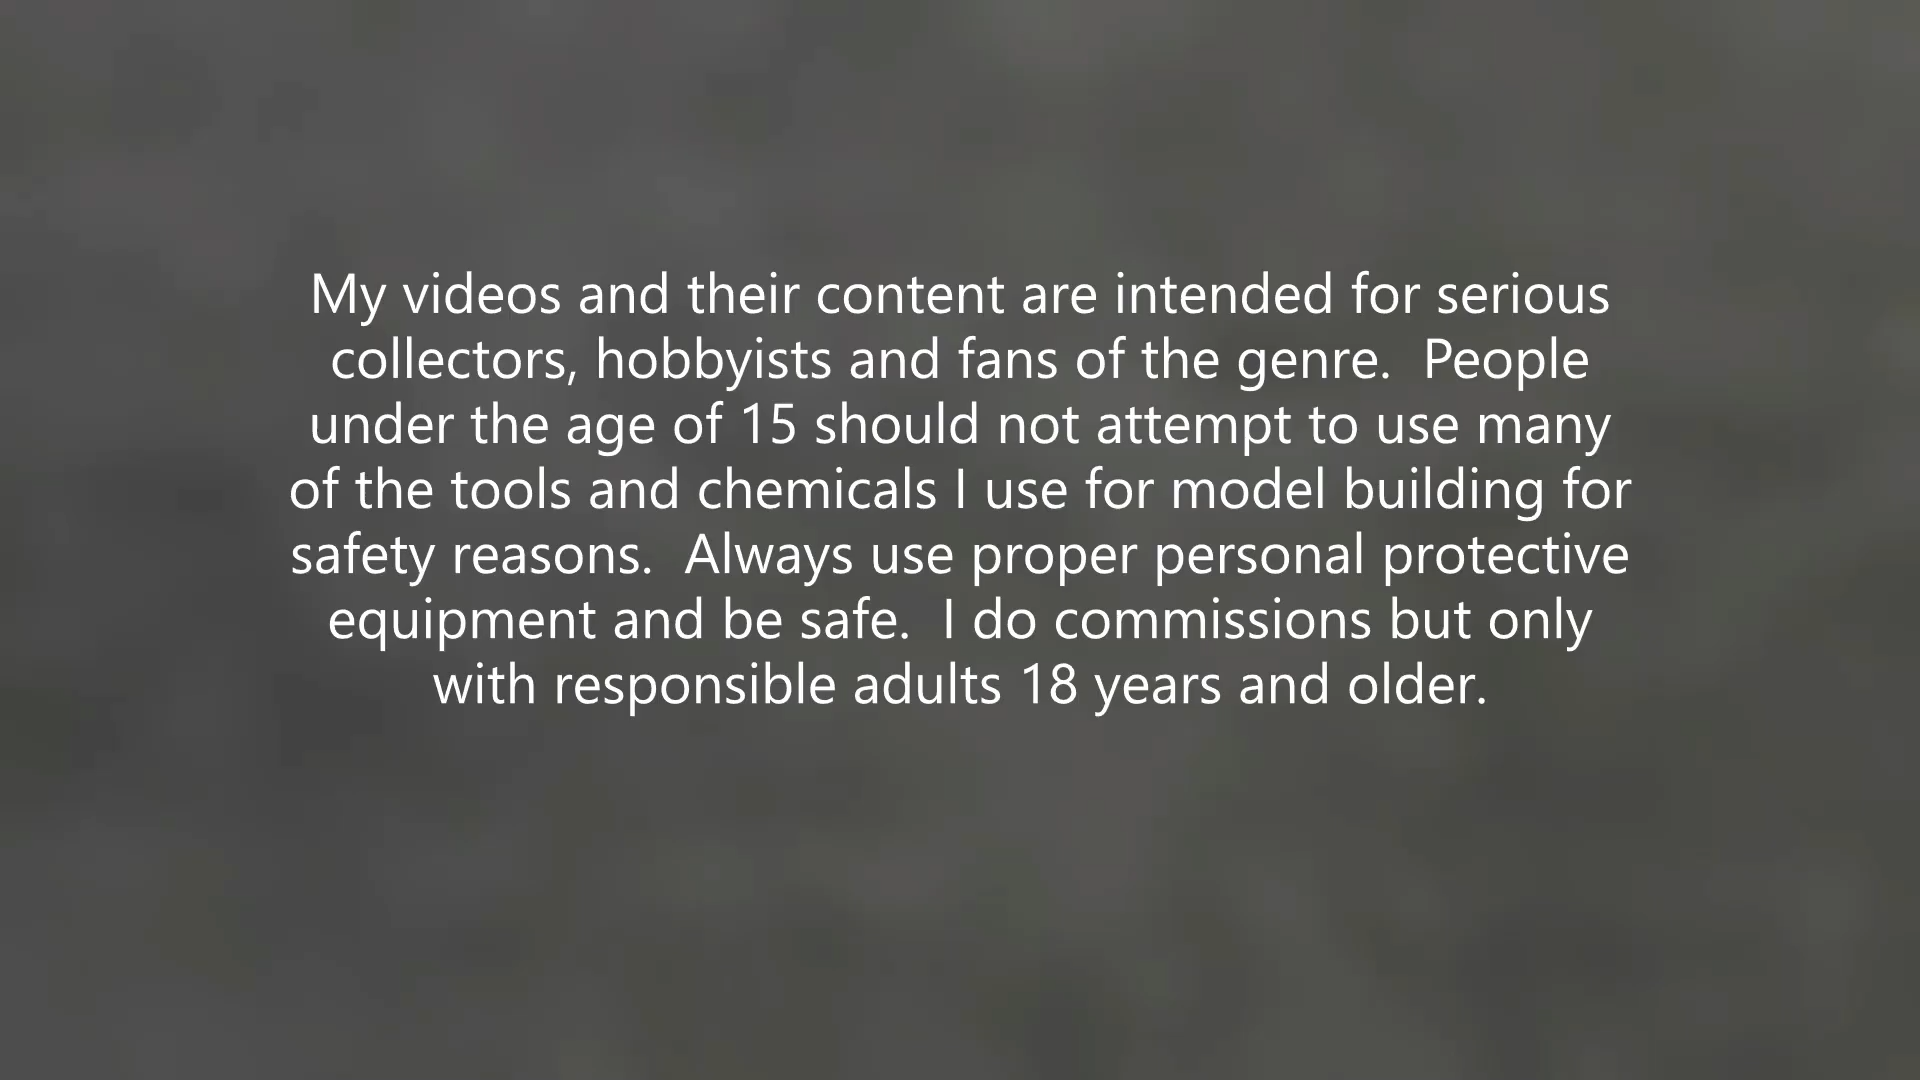 My videos and their content are intended for serious
collectors, hobbyists and fans of the genre.  People
under the age of 15 should not attempt to use many
of the tools and chemicals I use for model building for
safety reasons.  Always use proper personal protective
equipment and be safe.  I do commissions but only
with responsible adults 18 years and older.